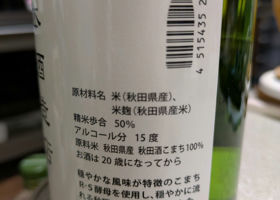 4515435
原材料名 米(秋田県産)、
米麹(秋田県産米)
精米歩合 50%
アルコール分 15度
原料米 秋田県産 秋田酒こまち100%
お酒は20歳になってから
穏やかな風味が特徴のこまち
R-5酵母を使用し、穏やかに流